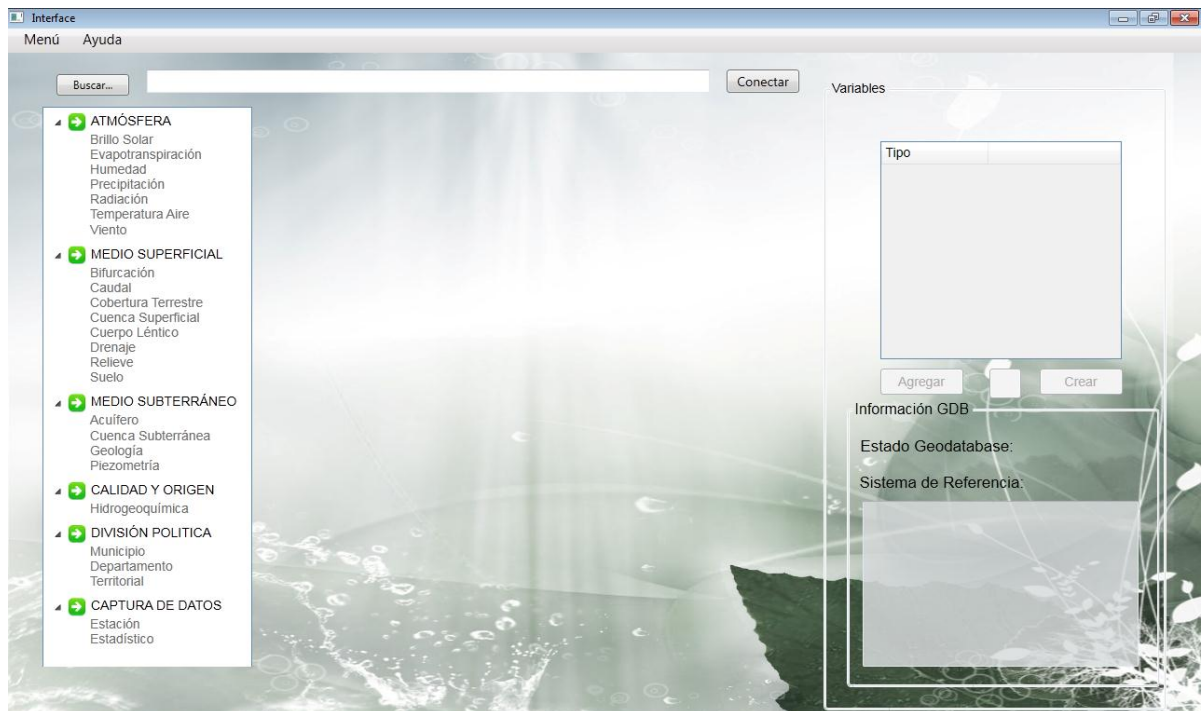 Interface
Menú Ayuda
Buscar...
Conectar
ATMÓSFERA
Brillo Solar
Evapotranspiración
Humedad
Precipitación
Radiación
Temperatura Aire
Viento
MEDIO SUPERFICIAL
Bifurcación
Caudal
Cobertura Terrestre
Cuenca Superficial
Cuerpo Léntico
Drenaje
Relieve
Suelo
MEDIO SUBTERRÁNEO
Acuífero
Cuenca Subterránea
Geología
Piezometría
CALIDAD Y ORIGEN
Hidrogeoquímica
DIVISIÓN POLITICA
Municipio
Departamento
Territorial
CAPTURA DE DATOS
Estación
Estadístico
Variables
Tipo
Agregar Crear
Información GDB
Estado Geodatabase:
Sistema de Referencia: